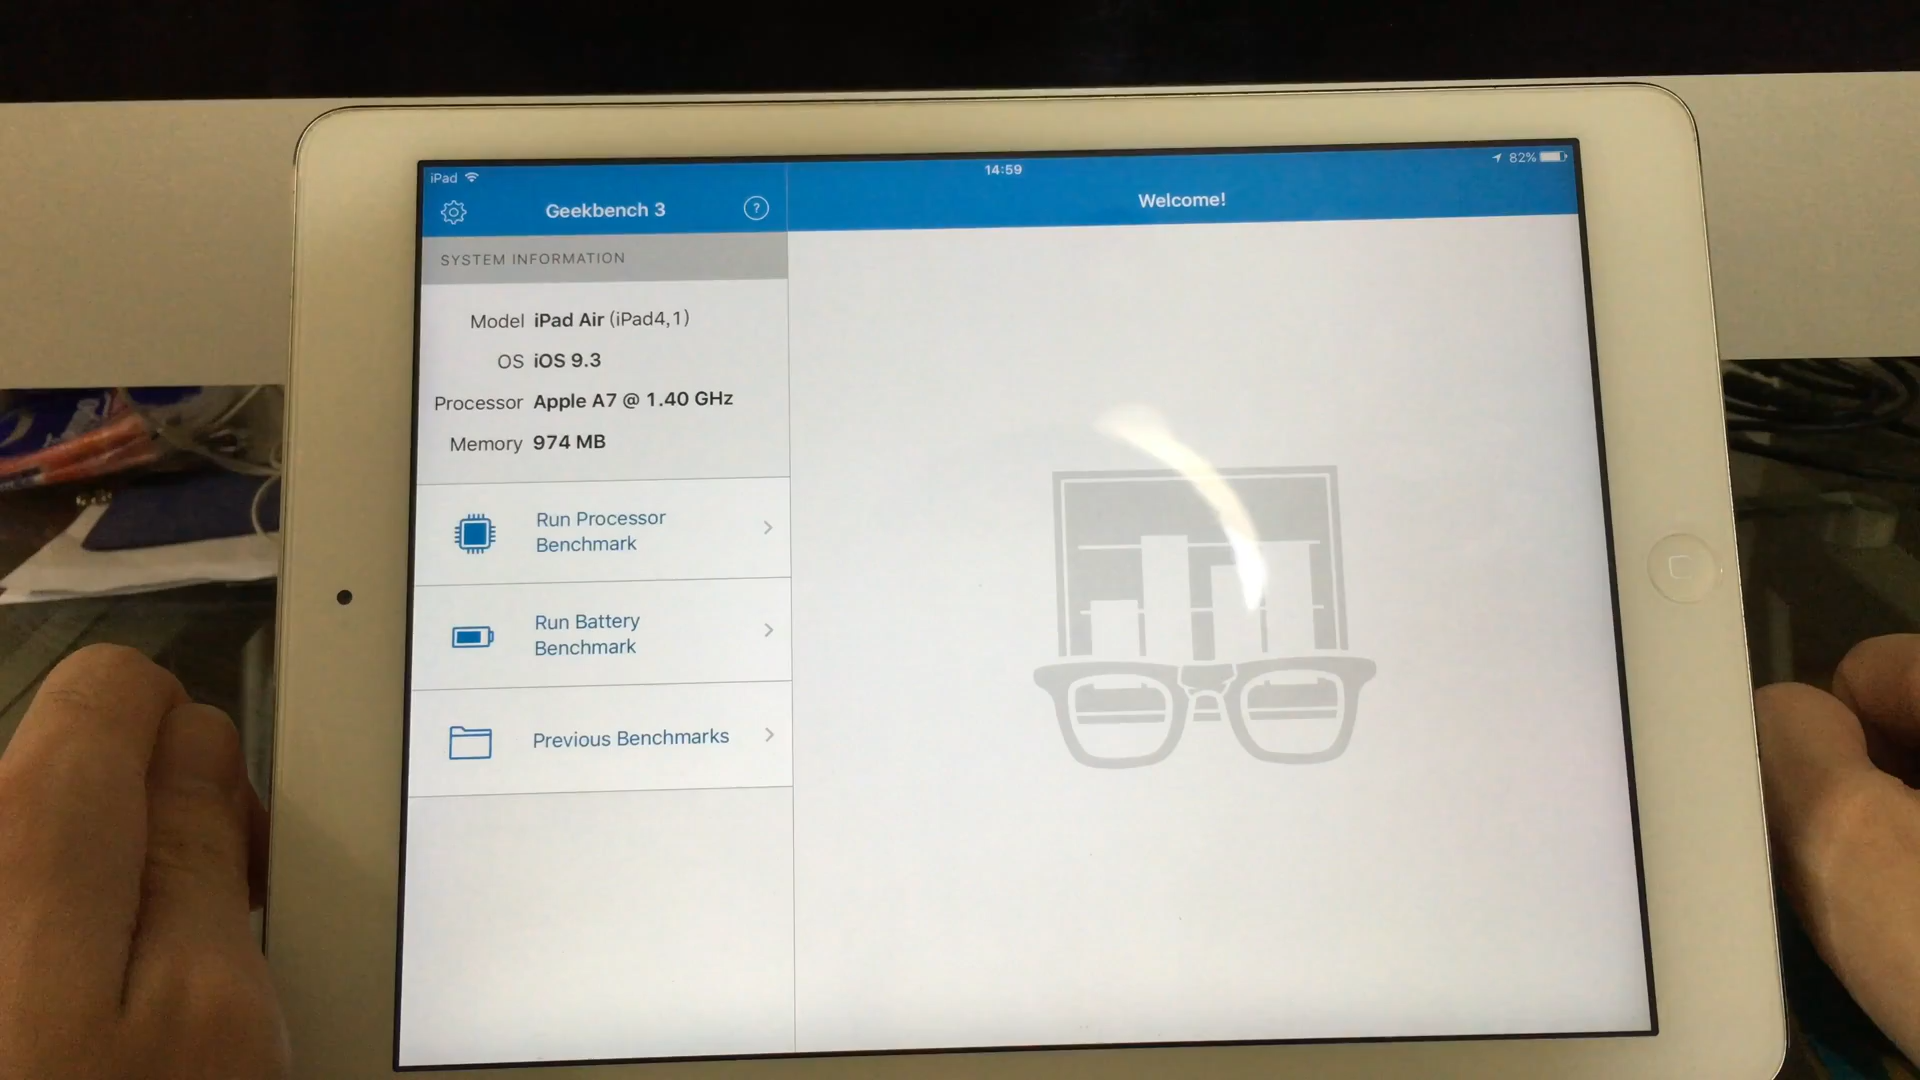 iPad
14:59
82%
Geekbench 3
?
Welcome!
SYSTEM INFORMATION
Model iPad Air (iPad4,1)
OS iOS 9.3
Processor Apple A7 @ 1.40 GHz
Memory 974 MB
Run Processor
Benchmark
Run Battery
Benchmark
Previous Benchmarks